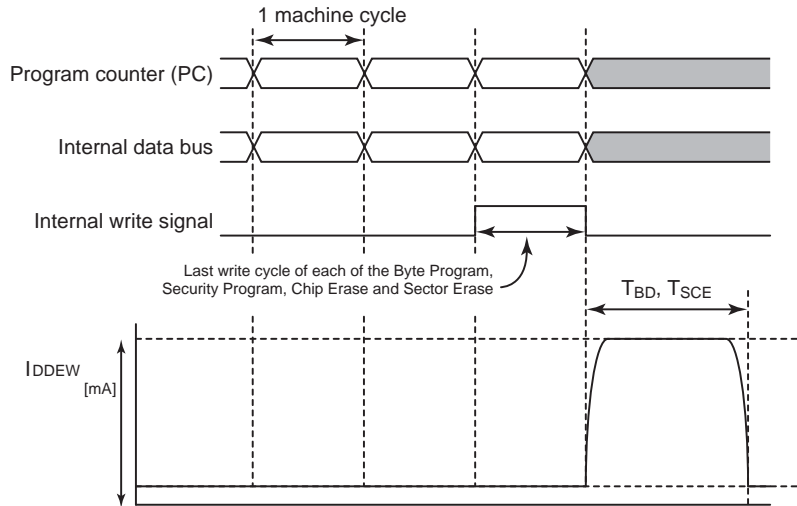 1 machine cycle
Program counter (PC)
Internal data bus
Internal write signal
Last write cycle of each of the Byte Program,
Security Program, Chip Erase and Sector Erase
TBD, TSCE
IDDEW
[mA]